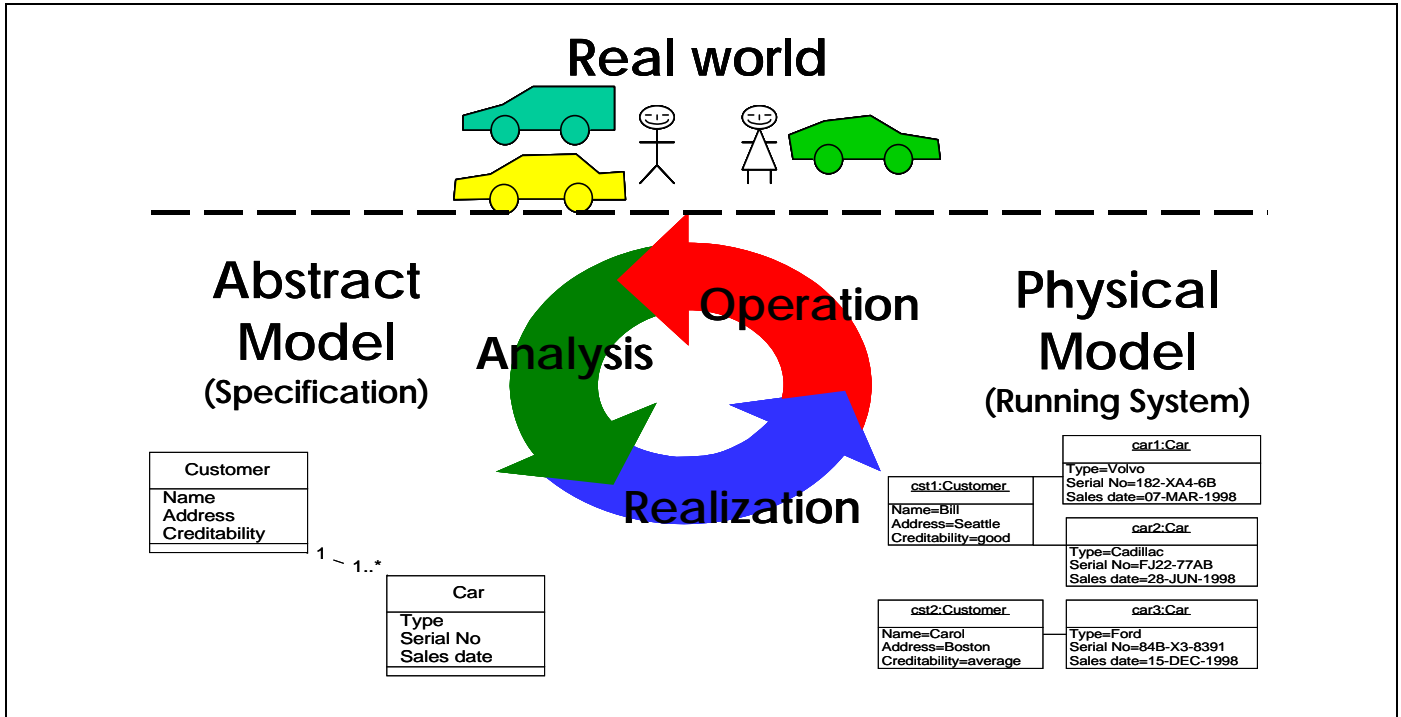 Real world
Abstract
Model
(Specification)
Analysis
Operation
Realization
Physical
Model
(Running System)
Customer
Name
Address
Creditability
1
1..*
Car
Type
Serial No
Sales date
cst1:Customer
Name=Bill
Address=Seattle
Creditability=good
car1:Car
Type=Volvo
Serial No=182-XA4-6B
Sales date=07-MAR-1998
car2:Car
Type=Cadillac
Serial No=FJ22-77AB
Sales date=28-JUN-1998
cst2:Customer
Name=Carol
Address=Boston
Creditability=average
car3:Car
Type=Ford
Serial No=84B-X3-8391
Sales date=15-DEC-1998